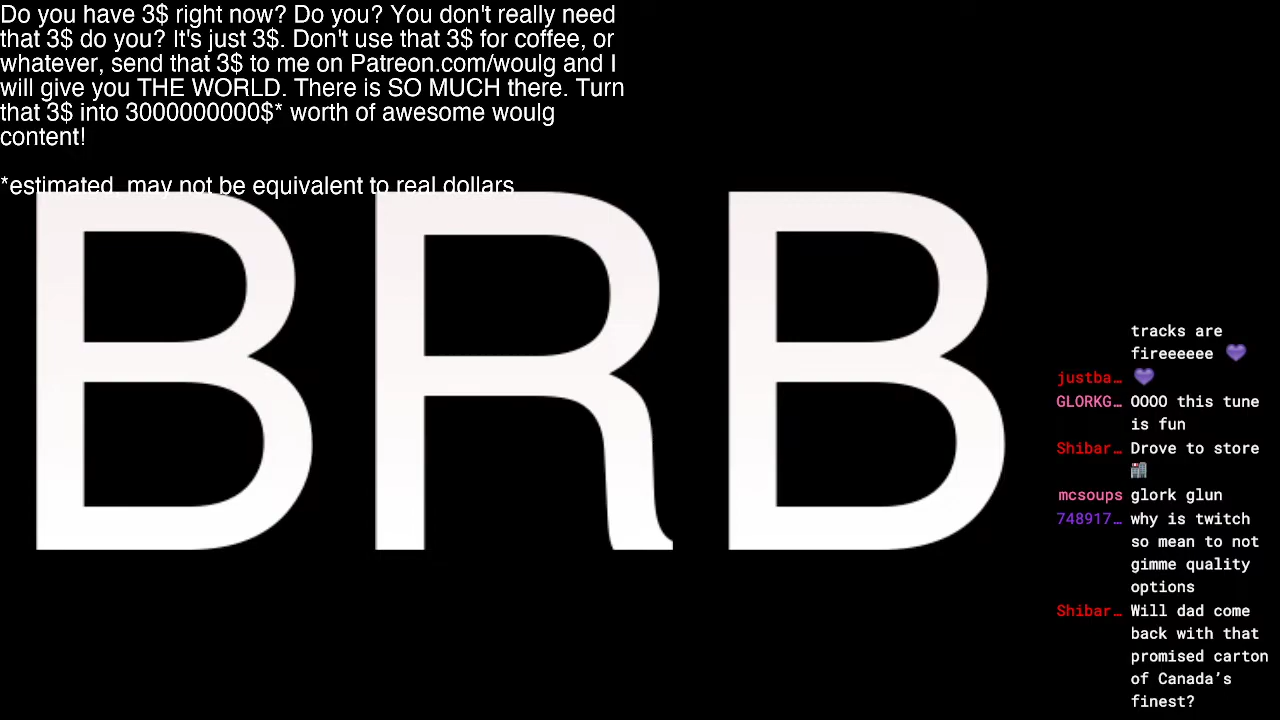 Do you have 3$ right now? Do you? You don't really need
that 3$ do you? It's just 3$. Don't use that 3$ for coffee, or
whatever, send that 3$ to me on Patreon.com/woulg and I
will give you THE WORLD. There is SO MUCH there. Turn
that 3$ into 3000000000$* worth of awesome woulg
content!
*estimated, may not be equivalent to real dollars
BRB
tracks are
fireeeeee 💜
justba… 💜
GLORKG… OOOO this tune
is fun
Shibar… Drove to store
🏬
mcsoups glork glun
748917… why is twitch
so mean to not
gimme quality
options
Shibar… Will dad come
back with that
promised carton
of Canada’s
finest?